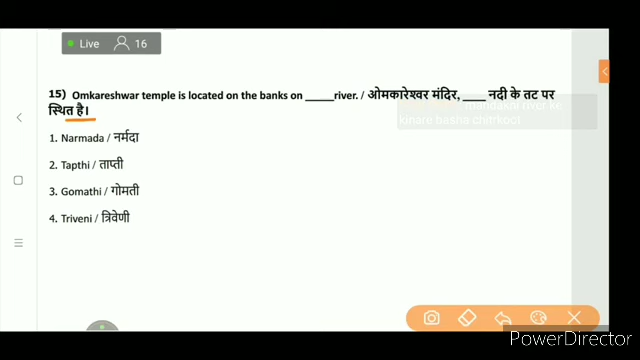 Live 16
15) Omkareshwar temple is located on the banks on _____river. / ओमकारेश्वर मंदिर, ____ नदी के तट पर
स्थित है।
kinare basna chitrkoot
1. Narmada / नर्मदा
2. Tapthi / ताप्ती
3. Gomathi / गोमती
4. Triveni / त्रिवेणी
PowerDirector